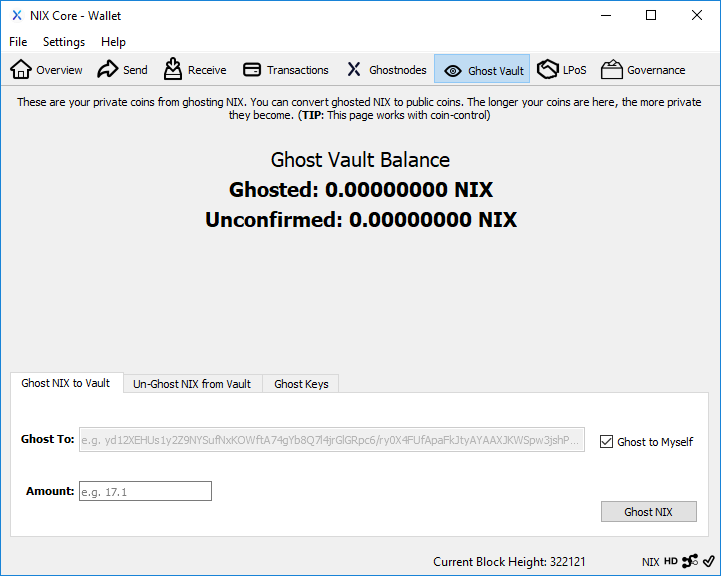 NIX Core - Wallet
File Settings Help
Overview Send Receive Transactions Ghostnodes Ghost Vault LPoS Governance
These are your private coins from ghosting NIX. You can convert ghosted NIX to public coins. The longer your coins are here, the more private
they become. (TIP: This page works with coin-control)
Ghost Vault Balance
Ghosted: 0.00000000 NIX
Unconfirmed: 0.00000000 NIX
Ghost NIX to Vault Un-Ghost NIX from Vault Ghost Keys
Ghost To: e.g. yd12XEHUs1y2Z9NYSufNxKOWftA74gYb8Q7l4jrGlGRpc6/ry0X4FUfApaFkJtyAYAAXJKWSpw3jshP... Ghost to Myself
Amount: e.g. 17.1
Ghost NIX
Current Block Height: 322121 NIX HD